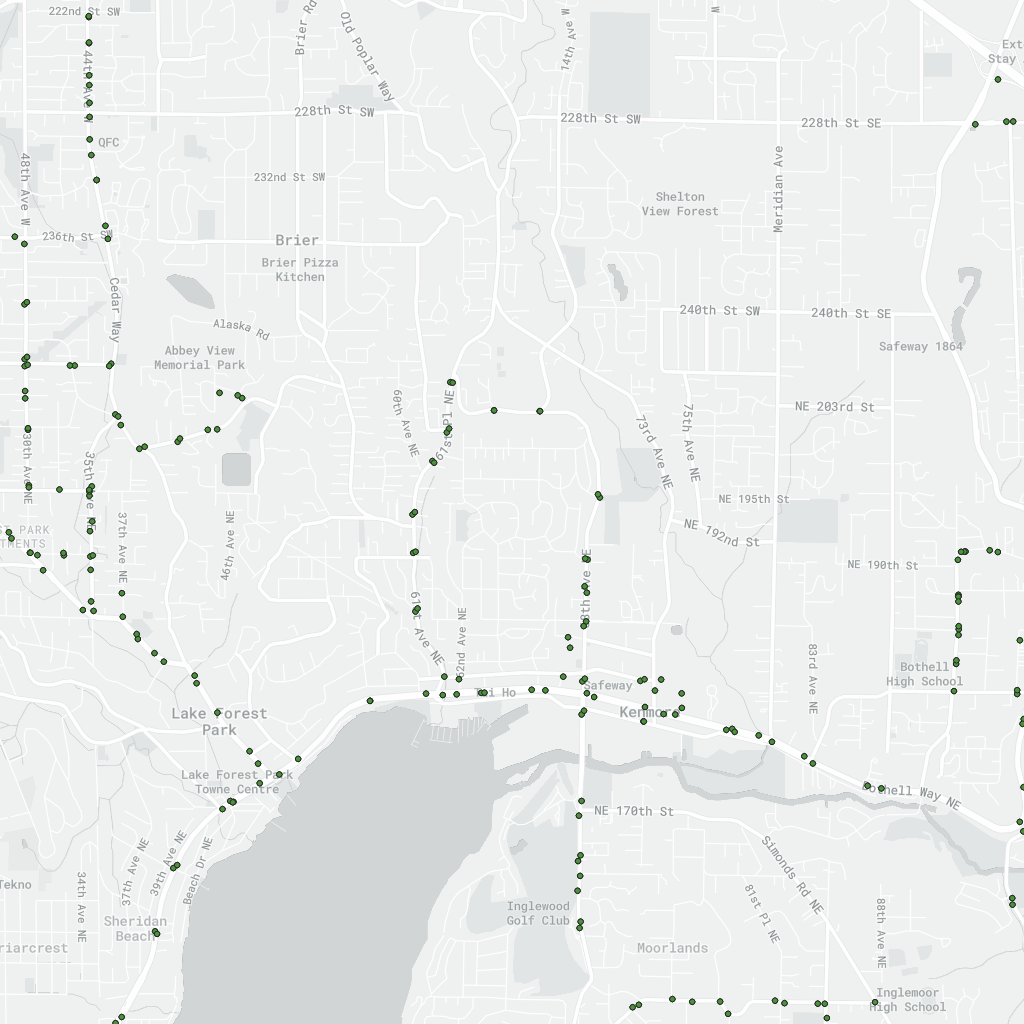 222nd St SW
Brier Rd
Old Poplar Way
14th Ave W
W
Ext
Stay
44th Ave W
228th St SW
228th St SW
228th St SE
QFC
48th Ave W
232nd St SW
Meridian Ave
Shelton
View Forest
236th St SW
Brier
Brier Pizza
Kitchen
Cedar Way
Alaska Rd
240th St SW
240th St SE
Abbey View
Memorial Park
Safeway 1864
60th Ave NE
61st Pl NE
73rd Ave NE
75th Ave NE
NE 203rd St
30th Ave NE
35th Ave NE
NE 195th St
37th Ave NE
46th Ave NE
ST PARK
TMENTS
NE 192nd St
NE 190th St
61st Ave NE
62nd Ave NE
83rd Ave NE
Bothell
High School
Safeway
Kenmore
Lake Forest
Park
Lake Forest Park
Towne Centre
Bothell Way NE
NE 170th St
37th Ave NE
39th Ave NE
Beach Dr NE
Simonds Rd NE
Tekno
34th Ave NE
81st Pl NE
88th Ave NE
Inglewood
Golf Club
Sheridan
Beach
riarcrest
Moorlands
Inglemoor
High School